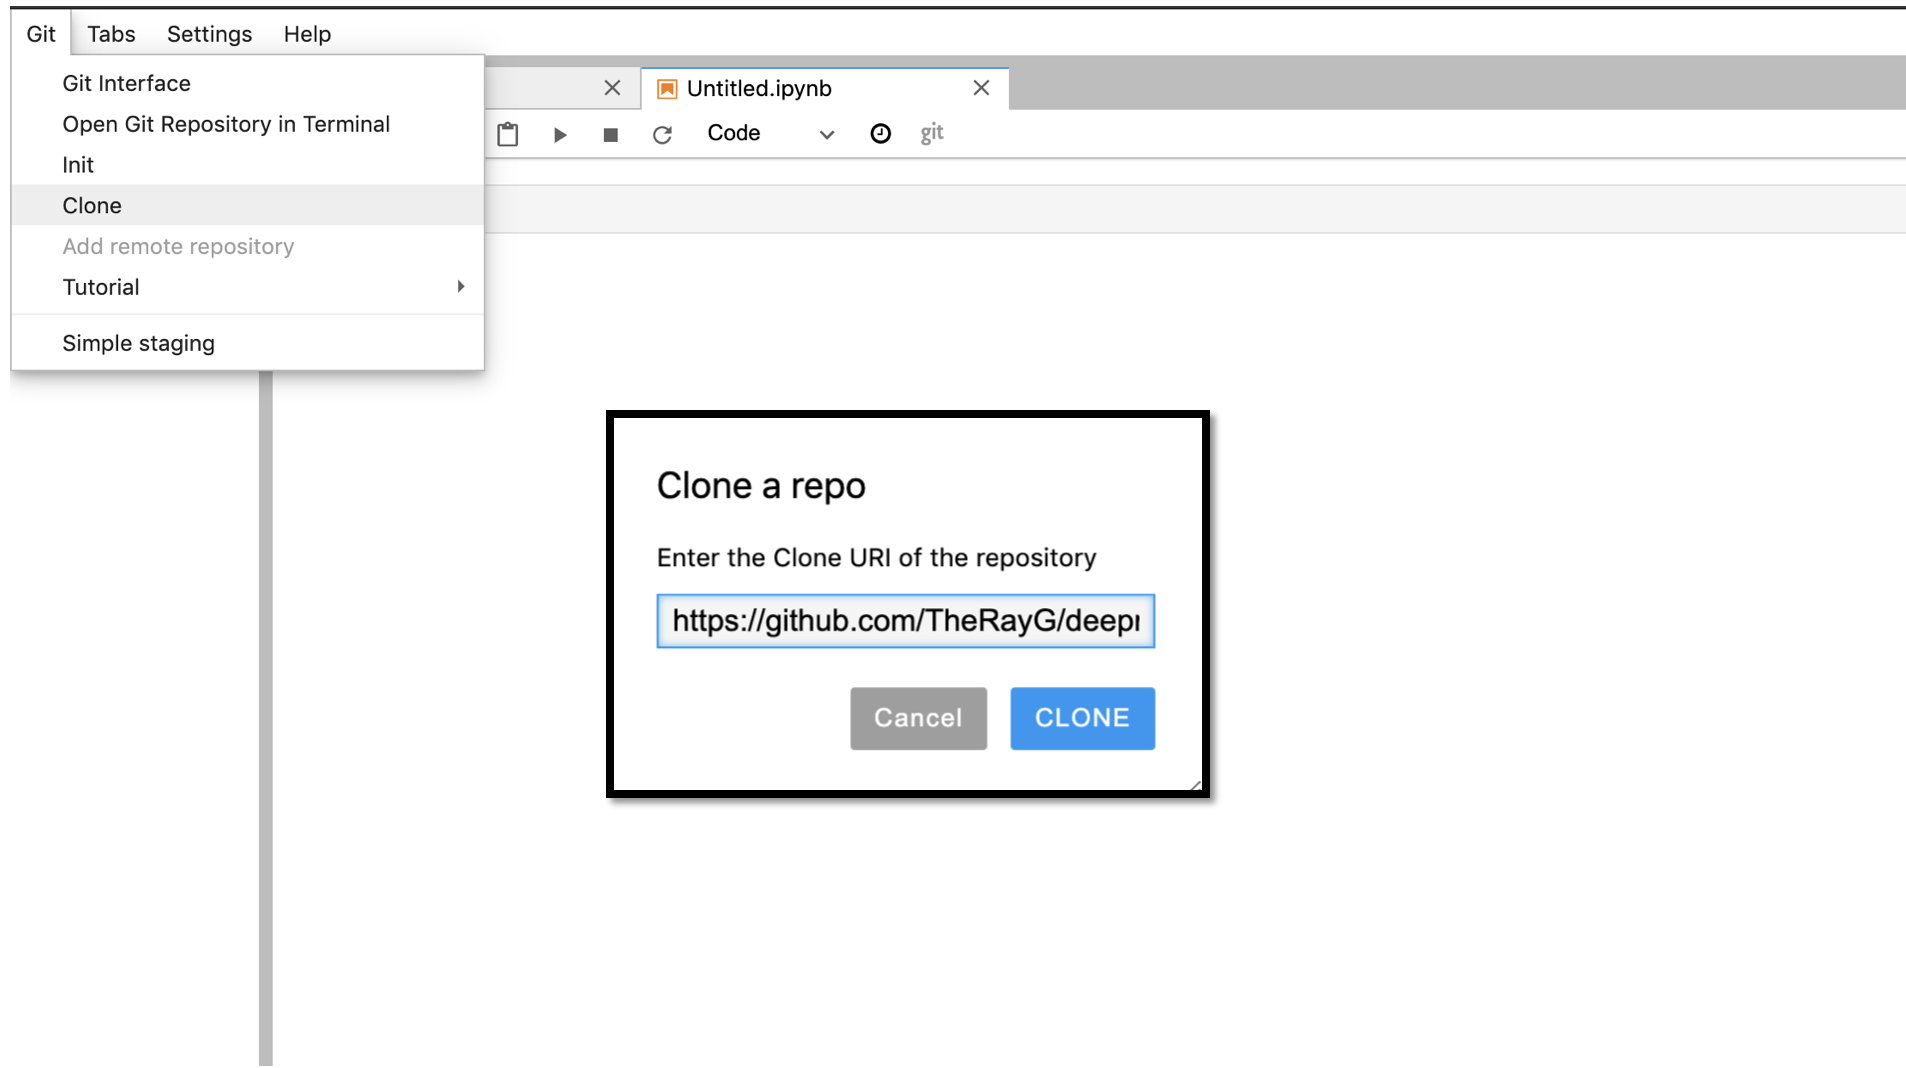 Git Tabs Settings Help
Git Interface
Open Git Repository in Terminal
Init
Clone
Add remote repository
Tutorial
Simple staging
Untitled.ipynb
Code git
Clone a repo
Enter the Clone URI of the repository
https://github.com/TheRayG/deepr
Cancel CLONE